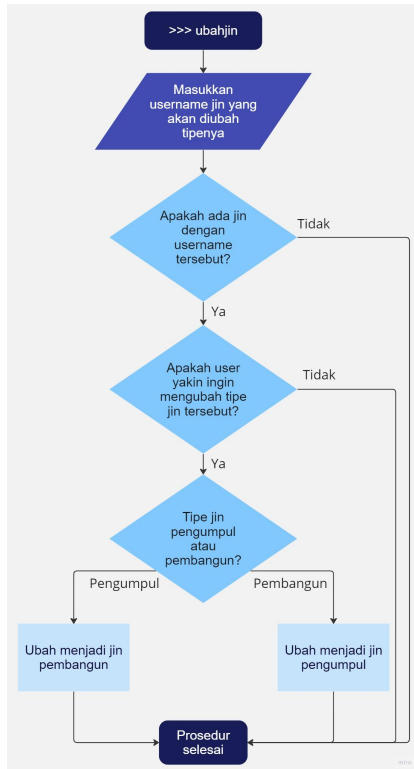 >>> ubahjin
Masukkan
username jin yang
akan diubah
tipenya
Apakah ada jin
dengan
username
tersebut?
Tidak
Ya
Apakah user
yakin ingin
mengubah tipe
jin tersebut?
Tidak
Ya
Tipe jin
pengumpul
atau
pembangun?
Pengumpul
Pembangun
Ubah menjadi jin
pembangun
Ubah menjadi jin
pengumpul
Prosedur
selesai
miro